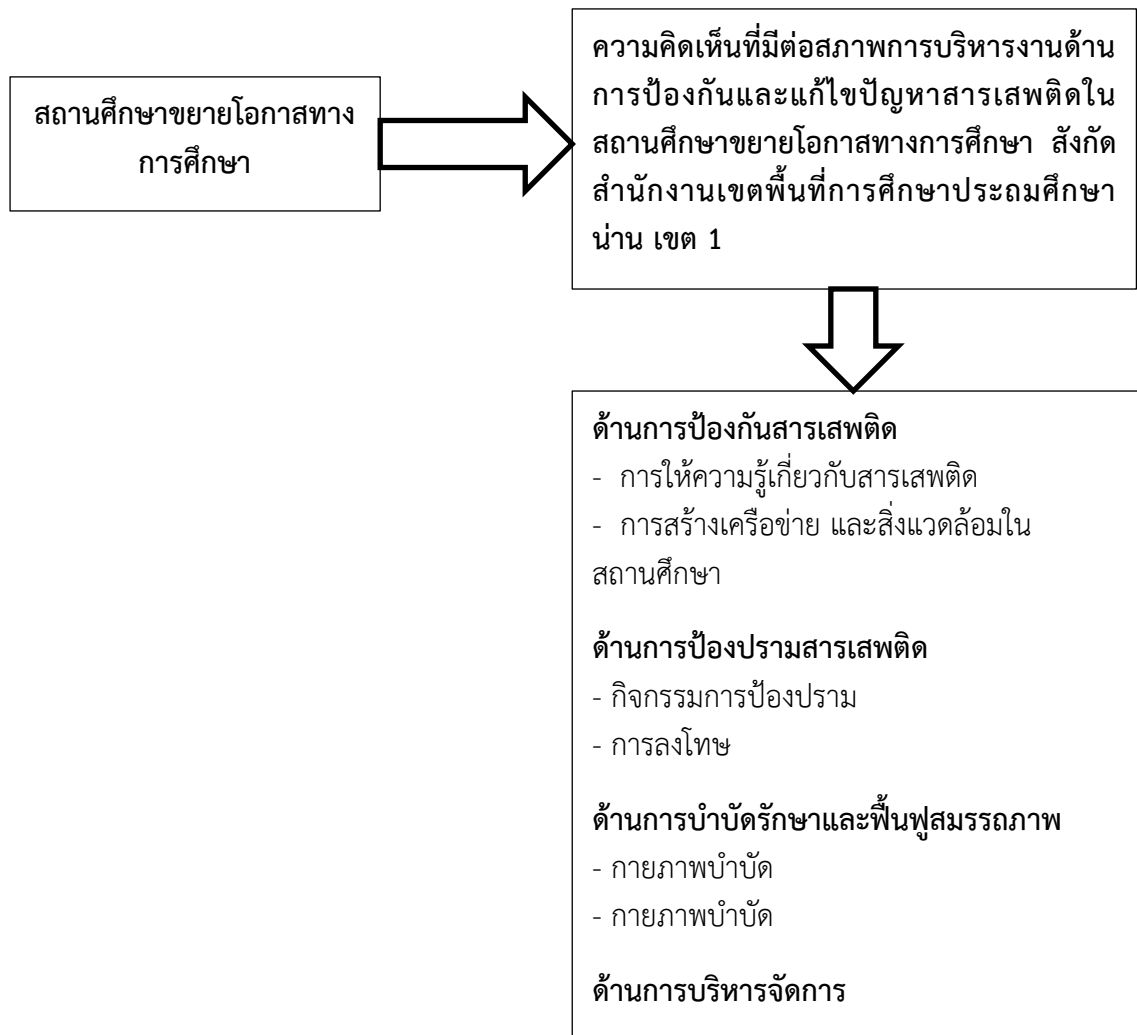 สถานศึกษาขยายโอกาสทาง
การศึกษา
ความคิดเห็นที่มีต่อสภาพการบริหารงานด้าน
การป้องกันและแก้ไขปัญหาสารเสพติดใน
สถานศึกษาขยายโอกาสทางการศึกษา สังกัด
สำนักงานเขตพื้นที่การศึกษาประถมศึกษา
น่าน เขต 1
ด้านการป้องกันสารเสพติด
- การให้ความรู้เกี่ยวกับสารเสพติด
- การสร้างเครือข่าย และสิ่งแวดล้อมใน
สถานศึกษา
ด้านการป้องปรามสารเสพติด
- กิจกรรมการป้องปราม
- การลงโทษ
ด้านการบำบัดรักษาและฟื้นฟูสมรรถภาพ
- กายภาพบำบัด
- กายภาพบำบัด
ด้านการบริหารจัดการ